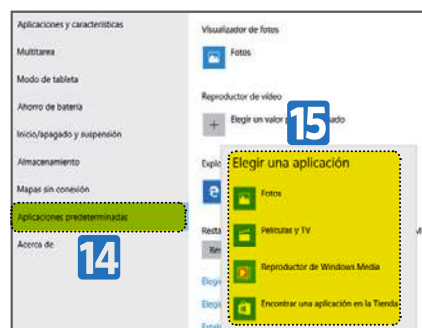 Aplicaciones y características
Multitarea
Modo de tableta
Ahorro de batería
Inicio/apagado y suspensión
Almacenamiento
Mapas sin conexión
Aplicaciones predeterminadas
Acerca de
14
Visualizador de fotos
Fotos
Reproductor de vídeo
Elegir un valor
15
Elegir una aplicación
Fotos
Películas y TV
Reproductor de Windows Media
Encontrar una aplicación en la Tienda